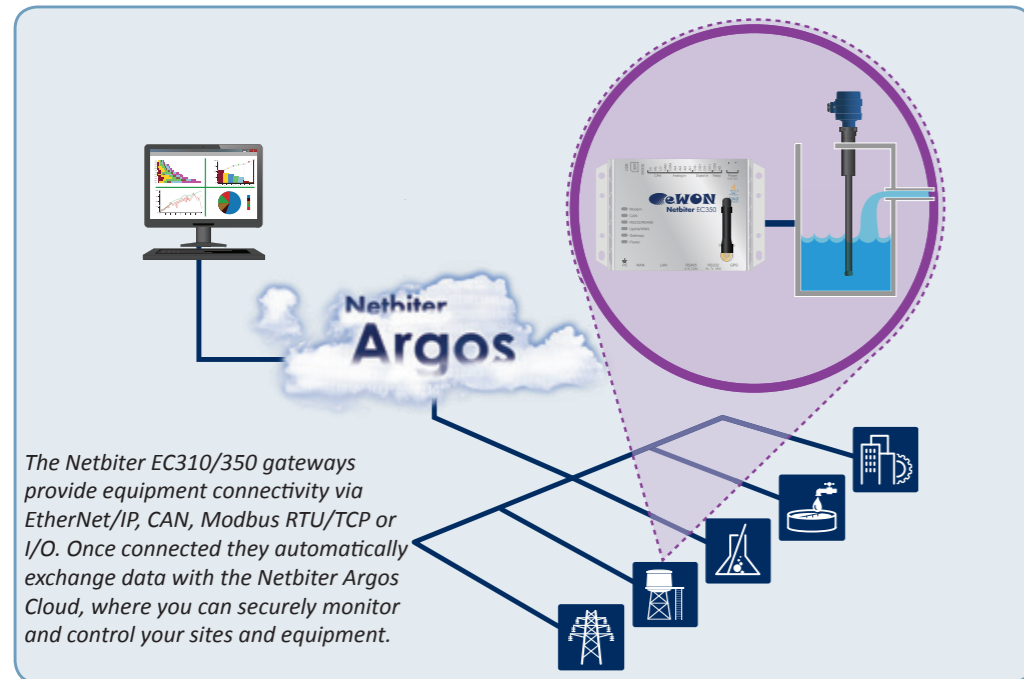 eWON
Netbiter EC350
Netbiter
Argos
The Netbiter EC310/350 gateways
provide equipment connectivity via
EtherNet/IP, CAN, Modbus RTU/TCP or
I/O. Once connected they automatically
exchange data with the Netbiter Argos
Cloud, where you can securely monitor
and control your sites and equipment.